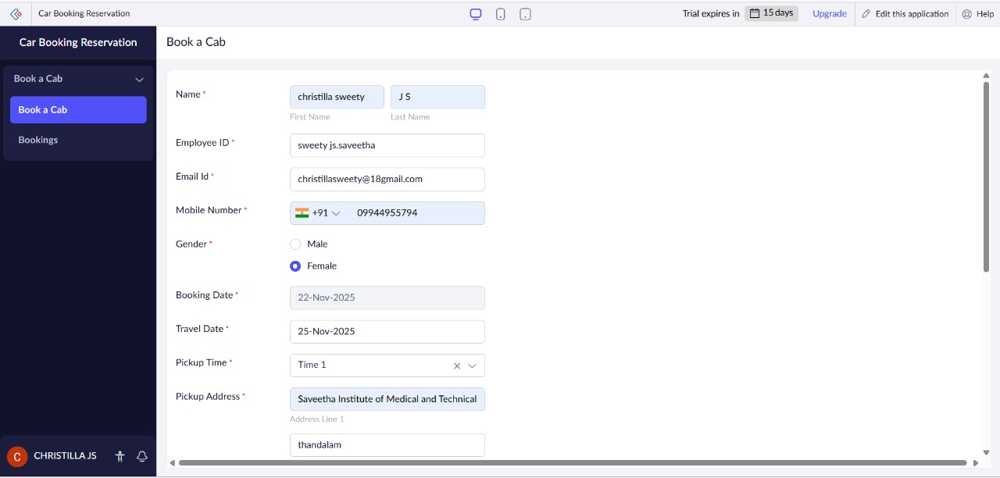 Car Booking Reservation
Trial expires in 15 days Upgrade Edit this application Help
Car Booking Reservation
Book a Cab
Book a Cab
Book a Cab
Bookings
Name *
christilla sweety J S
First Name Last Name
Employee ID *
sweety js.saveetha
Email Id *
christillasweety@18gmail.com
Mobile Number *
+91 09944955794
Gender *
Male
Female
Booking Date *
22-Nov-2025
Travel Date *
25-Nov-2025
Pickup Time *
Time 1
Pickup Address *
Saveetha Institute of Medical and Technical
Address Line 1
thandalam
C CHRISTILLA JS